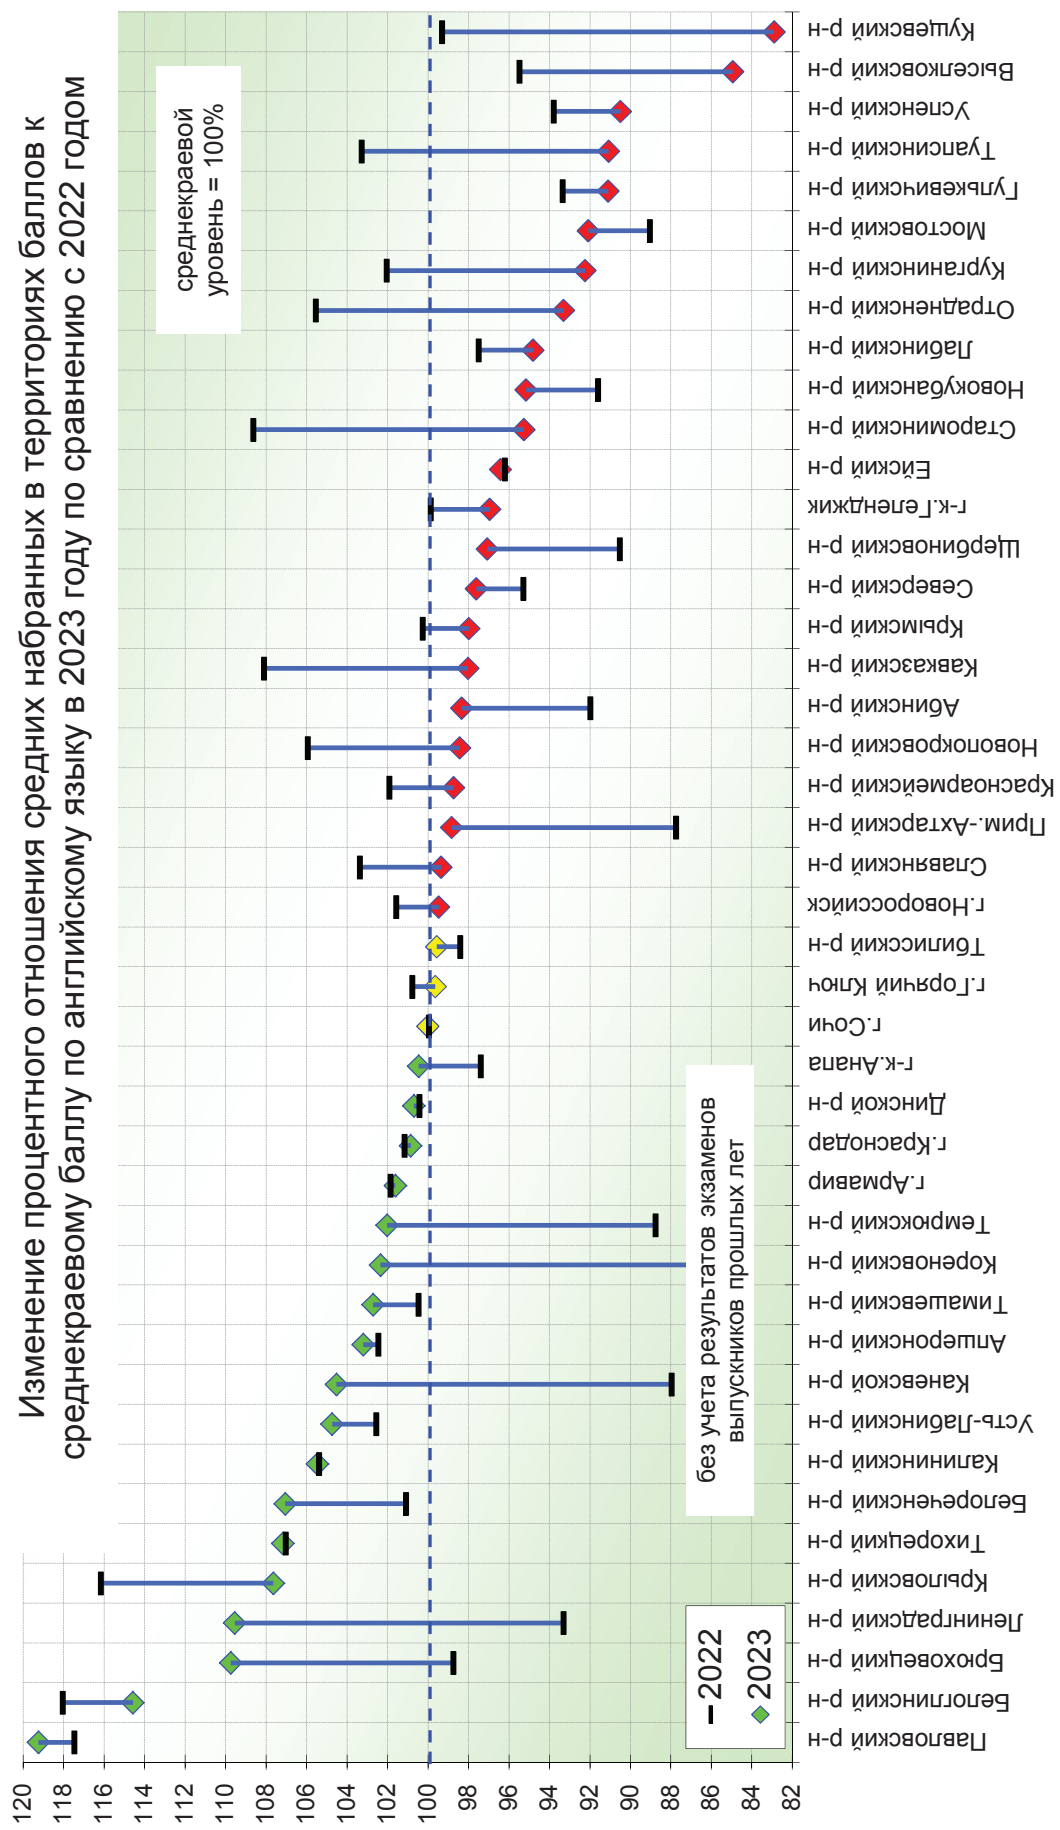 Изменение процентного отношения средних набранных в территориях баллов к
среднекраевому баллу по английскому языку в 2023 году по сравнению с 2022 годом
120
118
116
114
112
110
108
106
104
102
100
98
96
94
92
90
88
86
84
82
среднекраевой
уровень = 100%
без учета результатов экзаменов
выпускников прошлых лет
2022
2023
Павловский р-н
Белоглинский р-н
Брюховецкий р-н
Ленинградский р-н
Крыловский р-н
Тихорецкий р-н
Белореченский р-н
Калининский р-н
Усть-Лабинский р-н
Каневской р-н
Апшеронский р-н
Тимашевский р-н
Кореновский р-н
Темрюкский р-н
г.Армавир
г.Краснодар
Динской р-н
г-к.Анапа
г.Сочи
г.Горячий Ключ
Тбилисский р-н
г.Новороссийск
Славянский р-н
Прим.-Ахтарский р-н
Красноармейский р-н
Новопокровский р-н
Абинский р-н
Кавказский р-н
Крымский р-н
Северский р-н
Щербиновский р-н
г-к.Геленджик
Ейский р-н
Староминский р-н
Новокубанский р-н
Лабинский р-н
Отрадненский р-н
Курганинский р-н
Мостовский р-н
Гулькевичский р-н
Туапсинский р-н
Успенский р-н
Выселковский р-н
Кущевский р-н